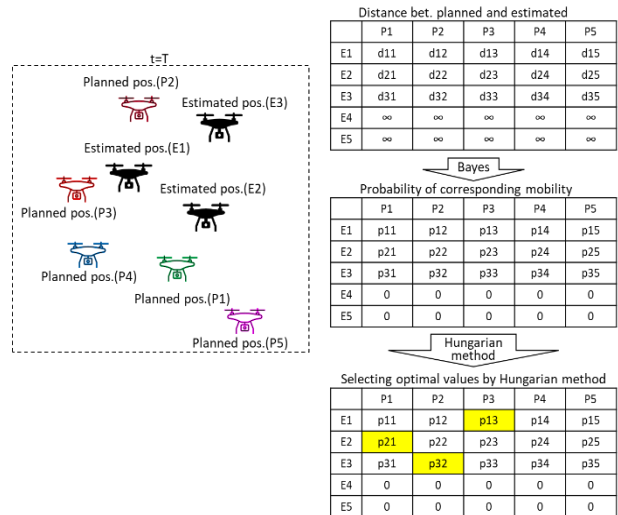 t=T
Planned pos.(P2)
Estimated pos.(E3)
Estimated pos.(E1)
Estimated pos.(E2)
Planned pos.(P3)
Planned pos.(P4)
Planned pos.(P1)
Planned pos.(P5)
Distance bet. planned and estimated
P1 P2 P3 P4 P5
E1 d11 d12 d13 d14 d15
E2 d21 d22 d23 d24 d25
E3 d31 d32 d33 d34 d35
E4 ∞ ∞ ∞ ∞ ∞
E5 ∞ ∞ ∞ ∞ ∞
Bayes
Probability of corresponding mobility
P1 P2 P3 P4 P5
E1 p11 p12 p13 p14 p15
E2 p21 p22 p23 p24 p25
E3 p31 p32 p33 p34 p35
E4 0 0 0 0 0
E5 0 0 0 0 0
Hungarian
method
Selecting optimal values by Hungarian method
P1 P2 P3 P4 P5
E1 p11 p12 p13 p14 p15
E2 p21 p22 p23 p24 p25
E3 p31 p32 p33 p34 p35
E4 0 0 0 0 0
E5 0 0 0 0 0